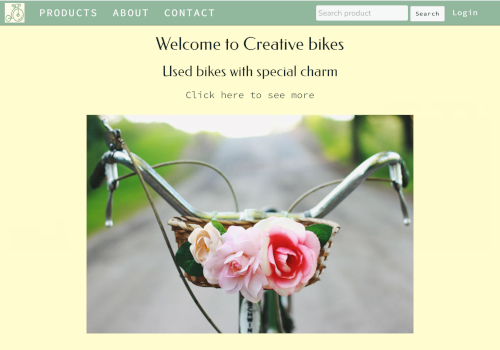 PRODUCTS ABOUT CONTACT Search product Search Login
Welcome to Creative bikes
Used bikes with special charm
Click here to see more